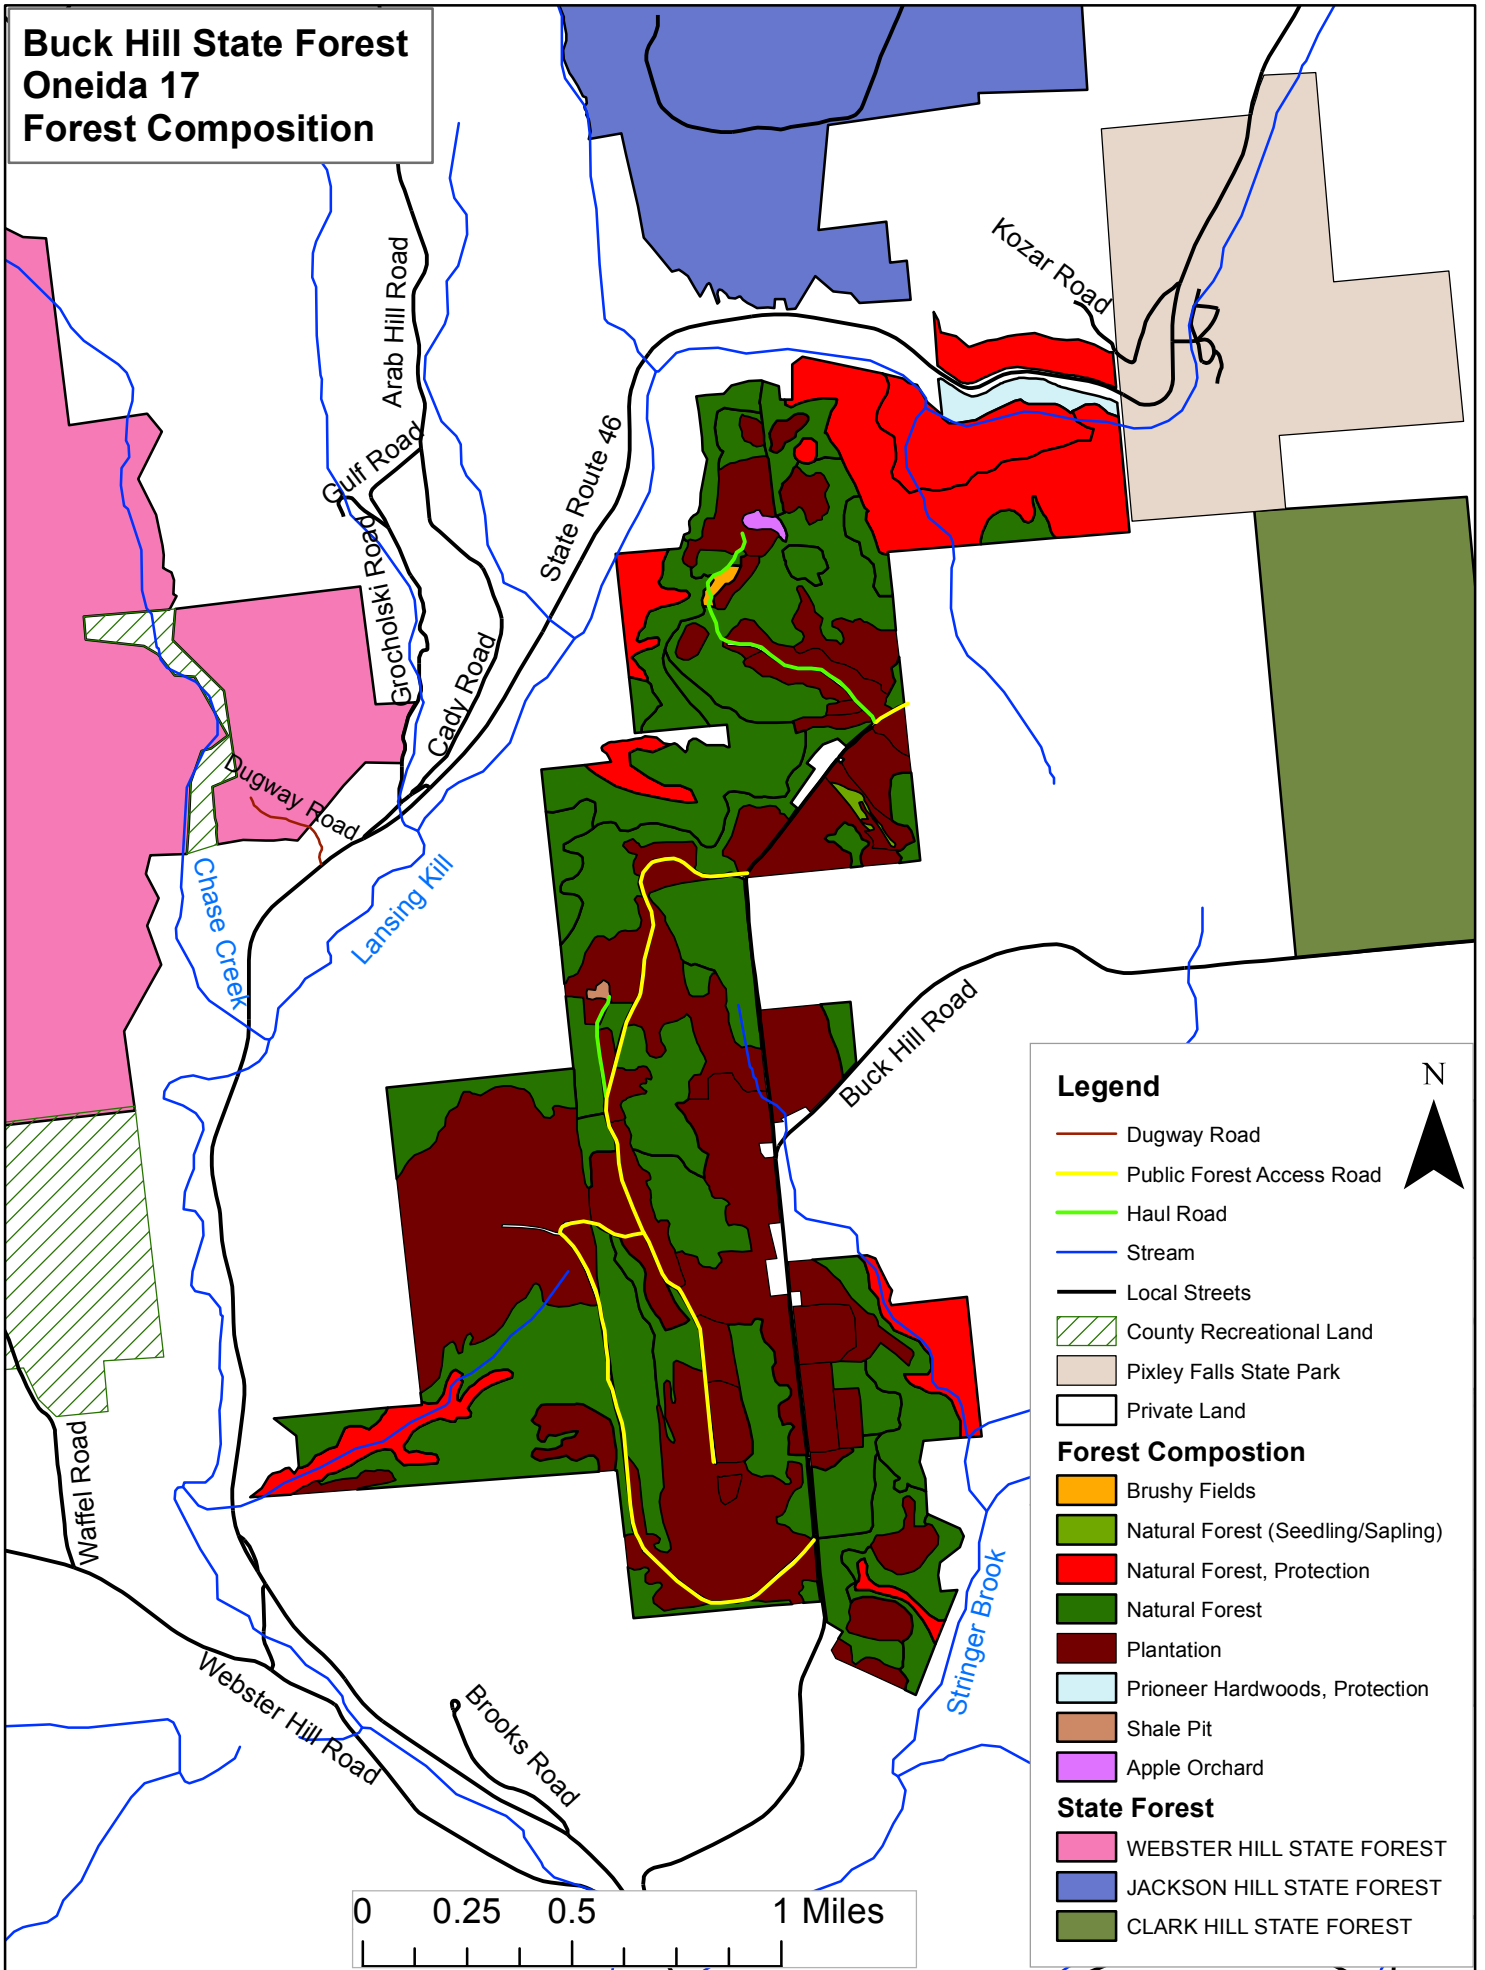 Buck Hill State Forest
Oneida 17
Forest Composition
Kozar Road
Arab Hill Road
State Route 46
Gulf Road
Grocholski Road
Cady Road
Dugway Road
Chase Creek
Lansing Kill
Buck Hill Road
Waffel Road
Webster Hill Road
Brooks Road
Stringer Brook
N
Legend
Dugway Road
Public Forest Access Road
Haul Road
Stream
Local Streets
County Recreational Land
Pixley Falls State Park
Private Land
Forest Compostion
Brushy Fields
Natural Forest (Seedling/Sapling)
Natural Forest, Protection
Natural Forest
Plantation
Prioneer Hardwoods, Protection
Shale Pit
Apple Orchard
State Forest
WEBSTER HILL STATE FOREST
JACKSON HILL STATE FOREST
CLARK HILL STATE FOREST
0 0.25 0.5 1 Miles